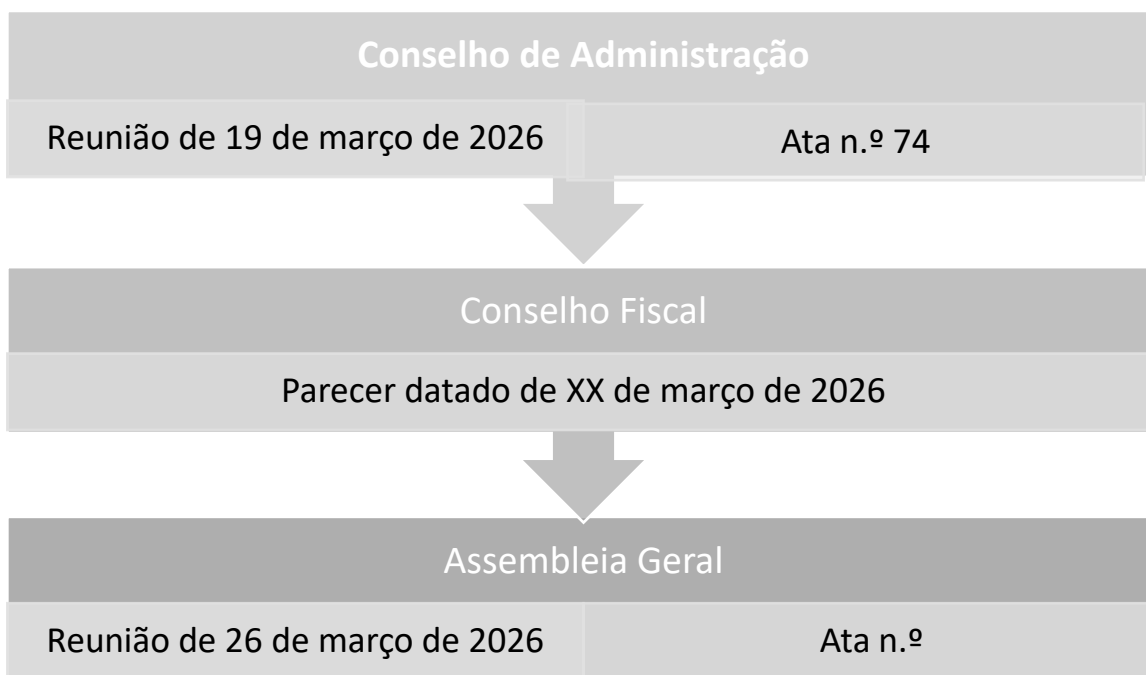 Conselho de Administração
Reunião de 19 de março de 2026
Ata n.º 74
Conselho Fiscal
Parecer datado de XX de março de 2026
Assembleia Geral
Reunião de 26 de março de 2026
Ata n.º